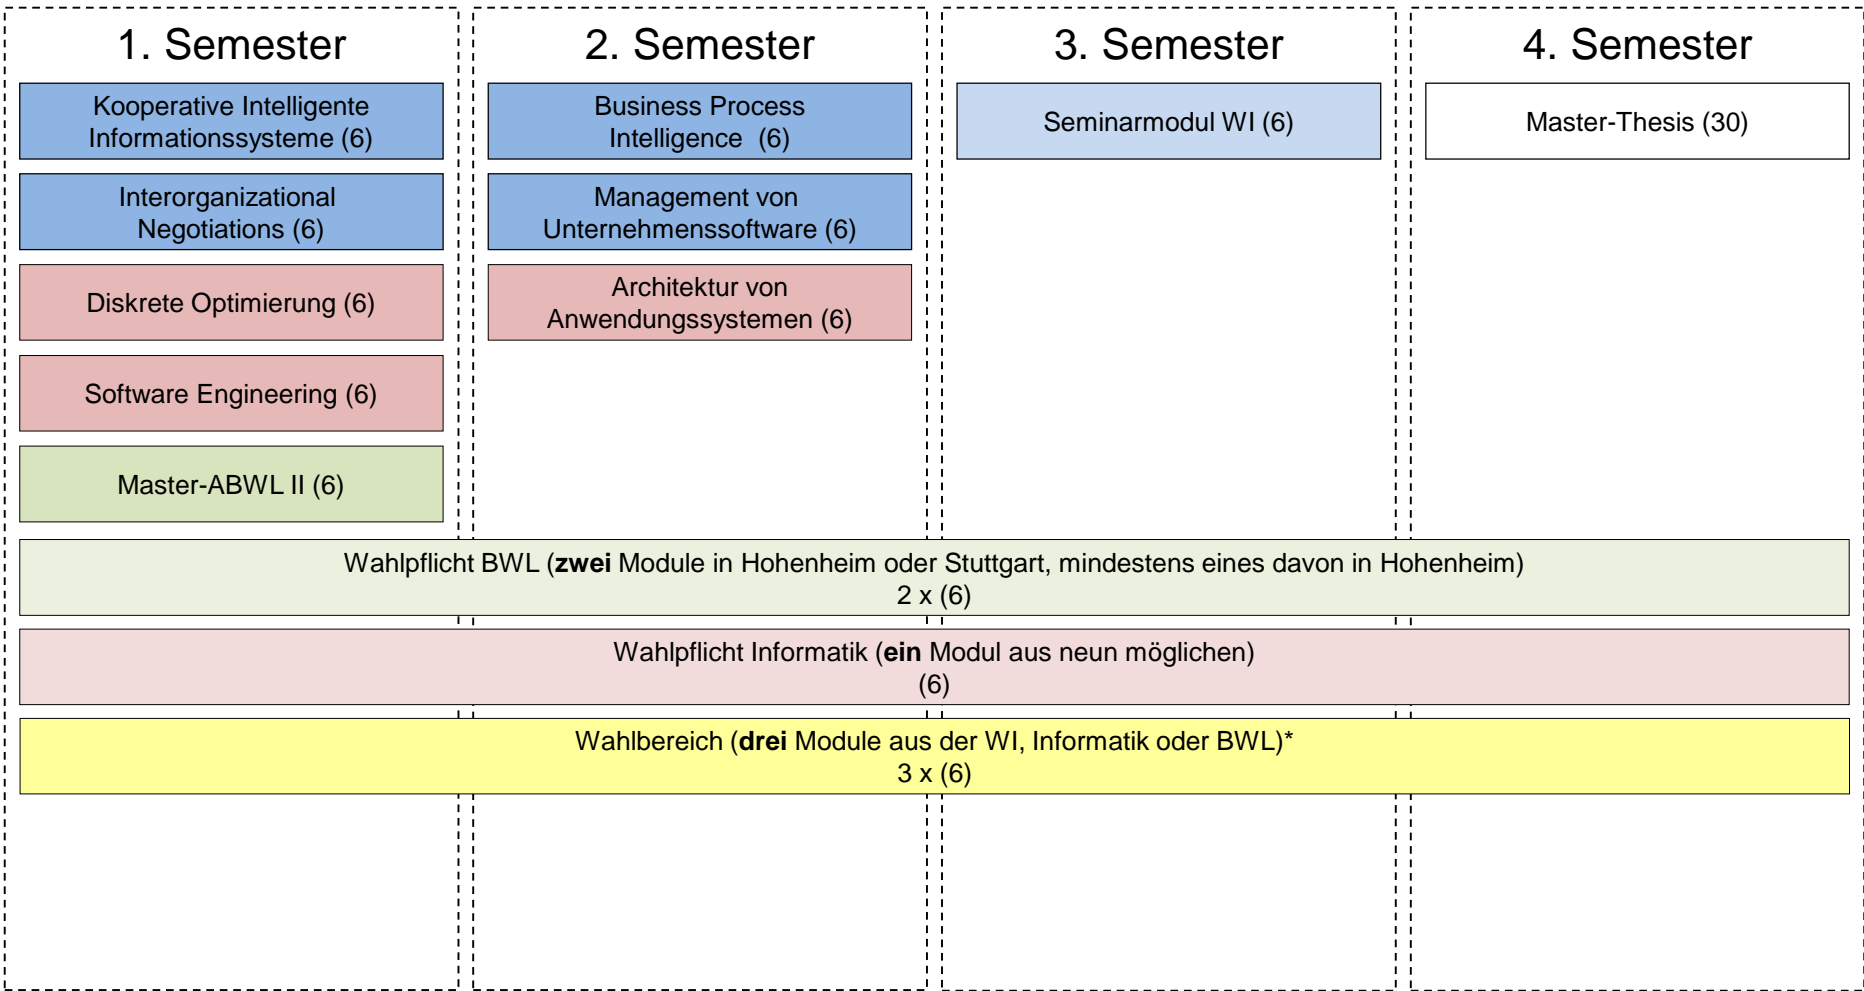 1. Semester
Kooperative Intelligente
Informationssysteme (6)
Interorganizational
Negotiations (6)
Diskrete Optimierung (6)
Software Engineering (6)
Master-ABWL II (6)
2. Semester
Business Process
Intelligence (6)
Management von
Unternehmenssoftware (6)
Architektur von
Anwendungssystemen (6)
3. Semester
Seminarmodul WI (6)
4. Semester
Master-Thesis (30)
Wahlpflicht BWL (zwei Module in Hohenheim oder Stuttgart, mindestens eines davon in Hohenheim)
2 x (6)
Wahlpflicht Informatik (ein Modul aus neun möglichen)
(6)
Wahlbereich (drei Module aus der WI, Informatik oder BWL)*
3 x (6)